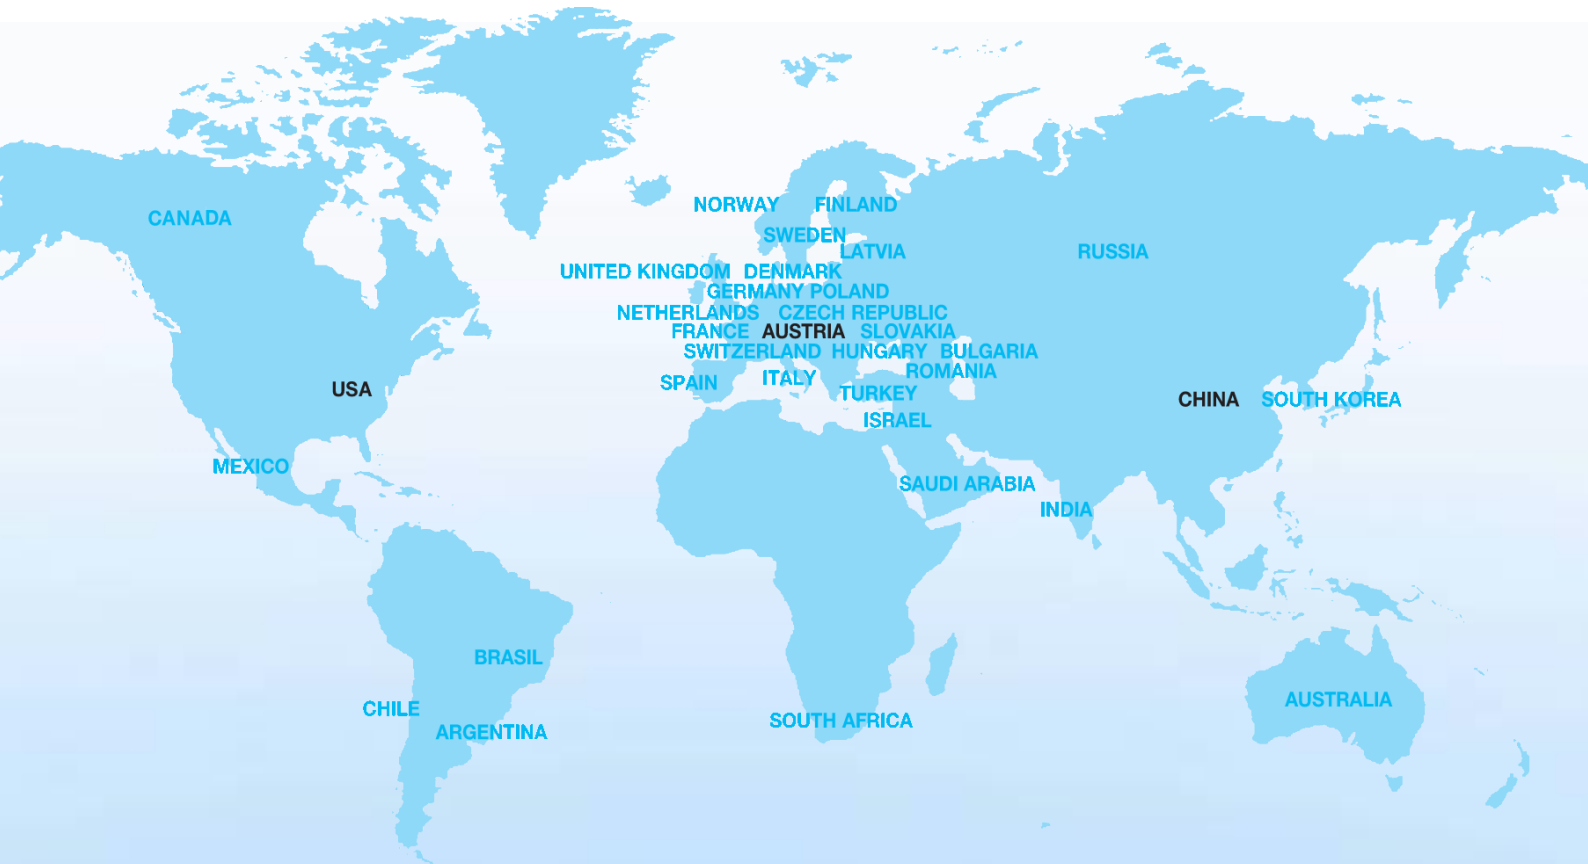 NORWAY FINLAND
CANADA
SWEDEN
LATVIA
RUSSIA
UNITED KINGDOM DENMARK
GERMANY POLAND
NETHERLANDS CZECH REPUBLIC
FRANCE AUSTRIA SLOVAKIA
SWITZERLAND HUNGARY BULGARIA
ROMANIA
ITALY
SPAIN
USA
TURKEY
CHINA SOUTH KOREA
ISRAEL
MEXICO
SAUDI ARABIA
INDIA
BRASIL
AUSTRALIA
CHILE
SOUTH AFRICA
ARGENTINA